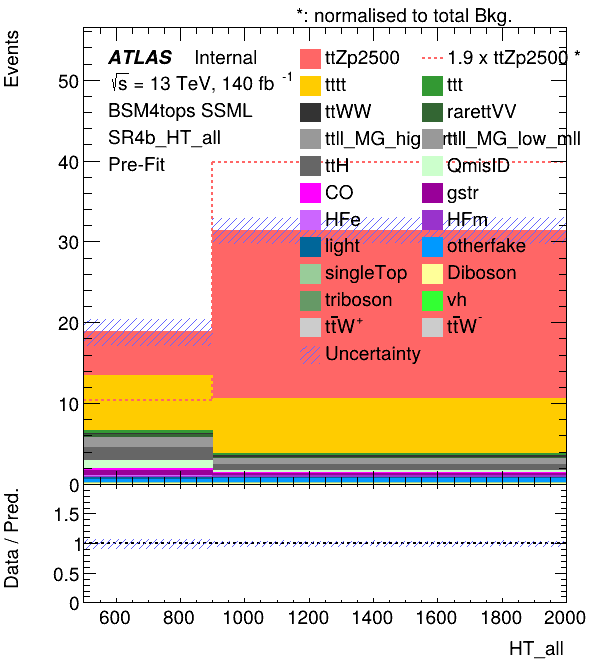 *: normalised to total Bkg.
Events
ATLAS Internal
√s = 13 TeV, 140 fb -1
BSM4tops SSML
SR4b_HT_all
Pre-Fit
ttZp2500
1.9 x ttZp2500 *
tttt
ttt
ttWW
rarettVV
ttll_MG_hig
ttll_MG_low_mll
ttH
QmisID
CO
gstr
HFe
HFm
light
otherfake
singleTop
Diboson
triboson
vh
tt̄W+
tt̄W-
Uncertainty
50
40
30
20
10
0
Data / Pred.
1.5
1
0.5
0
600 800 1000 1200 1400 1600 1800 2000
HT_all